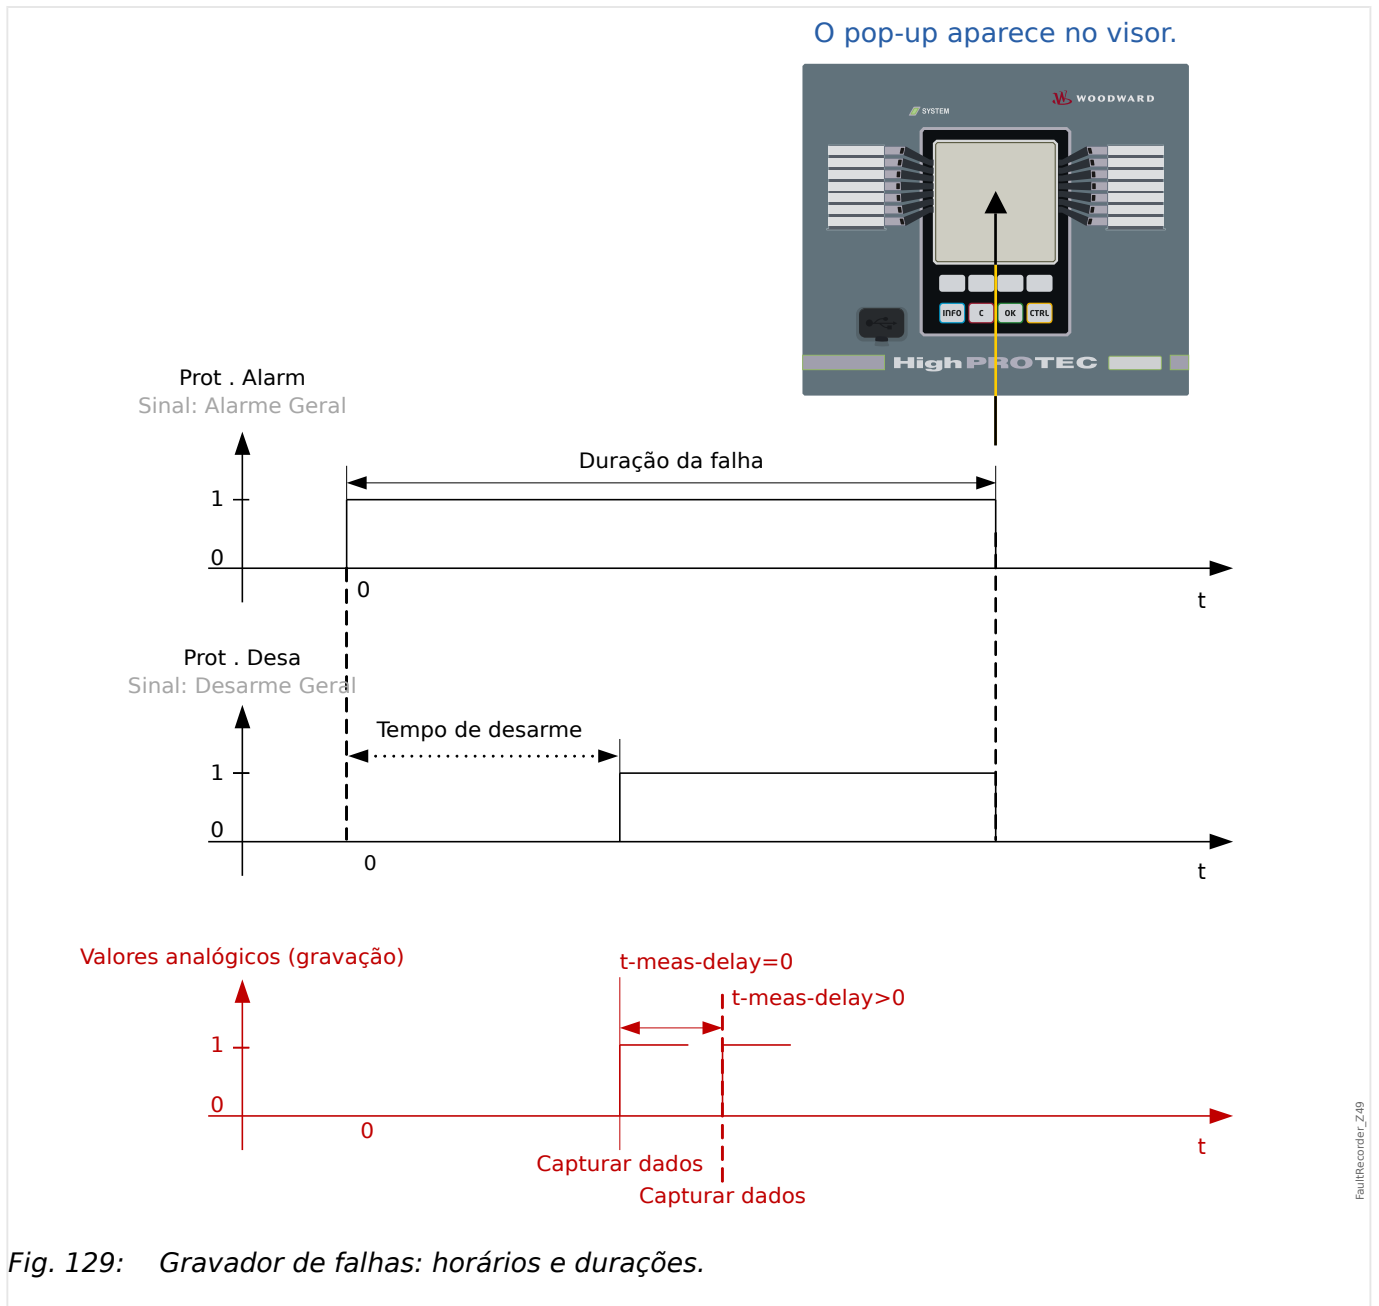 O pop-up aparece no visor.
WOODWARD
SYSTEM
INFO
C
OK
CTRL
HighPROTEC
Prot . Alarm
Sinal: Alarme Geral
Duração da falha
1
0
0
t
Prot . Desa
Sinal: Desarme Geral
Tempo de desarme
1
0
0
t
Valores analógicos (gravação)
t-meas-delay=0
t-meas-delay>0
1
0
0
t
Capturar dados
Capturar dados
FaultRecorder_Z49
Fig. 129: Gravador de falhas: horários e durações.